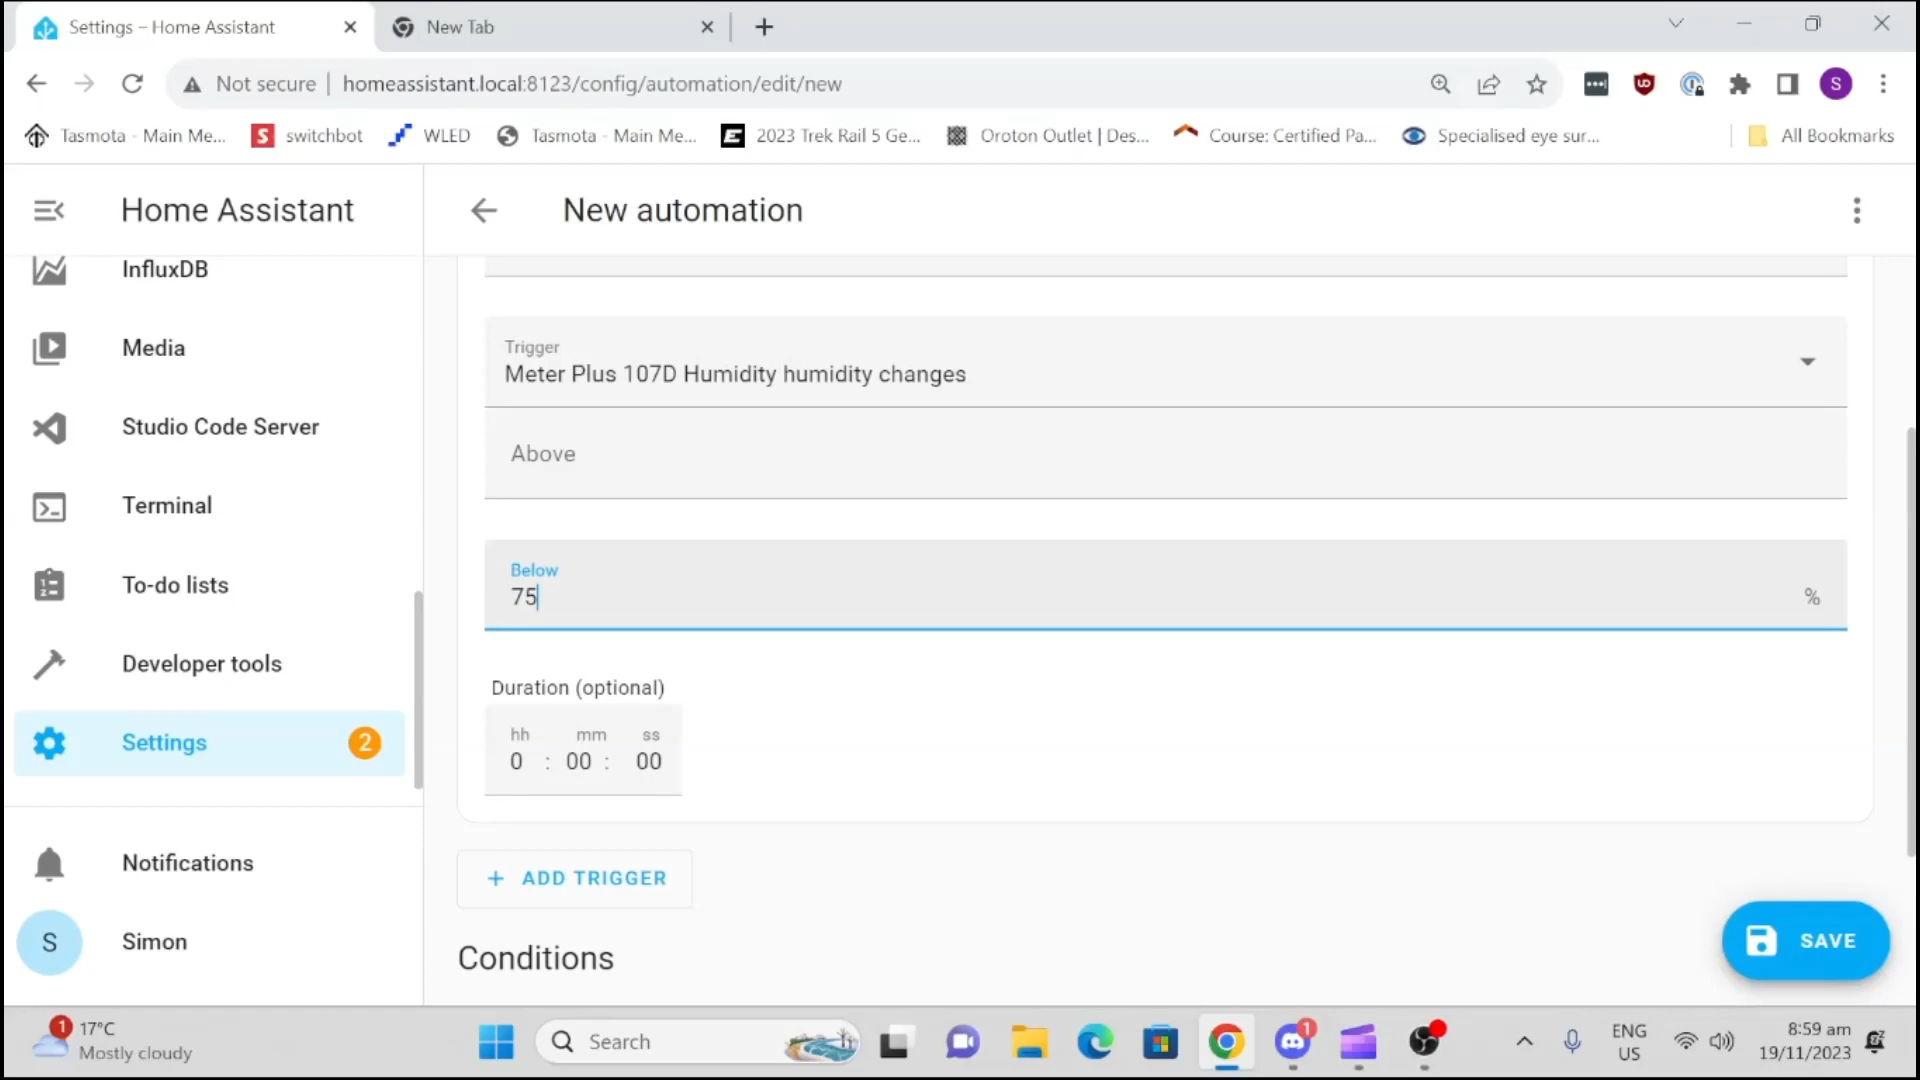 Settings – Home Assistant
New Tab
Not secure
homeassistant.local:8123/config/automation/edit/new
S
Tasmota - Main Me...
S
switchbot
WLED
Tasmota - Main Me...
2023 Trek Rail 5 Ge...
Oroton Outlet | Des...
Course: Certified Pa...
Specialised eye sur...
All Bookmarks
Home Assistant
New automation
InfluxDB
Media
Studio Code Server
Terminal
To-do lists
Developer tools
Settings
2
Notifications
S
Simon
Trigger
Meter Plus 107D Humidity humidity changes
Above
Below
75
%
Duration (optional)
hh mm ss
0 : 00 : 00
+ ADD TRIGGER
Conditions
SAVE
1
17°C
Mostly cloudy
Search
1
ENG
US
8:59 am
19/11/2023